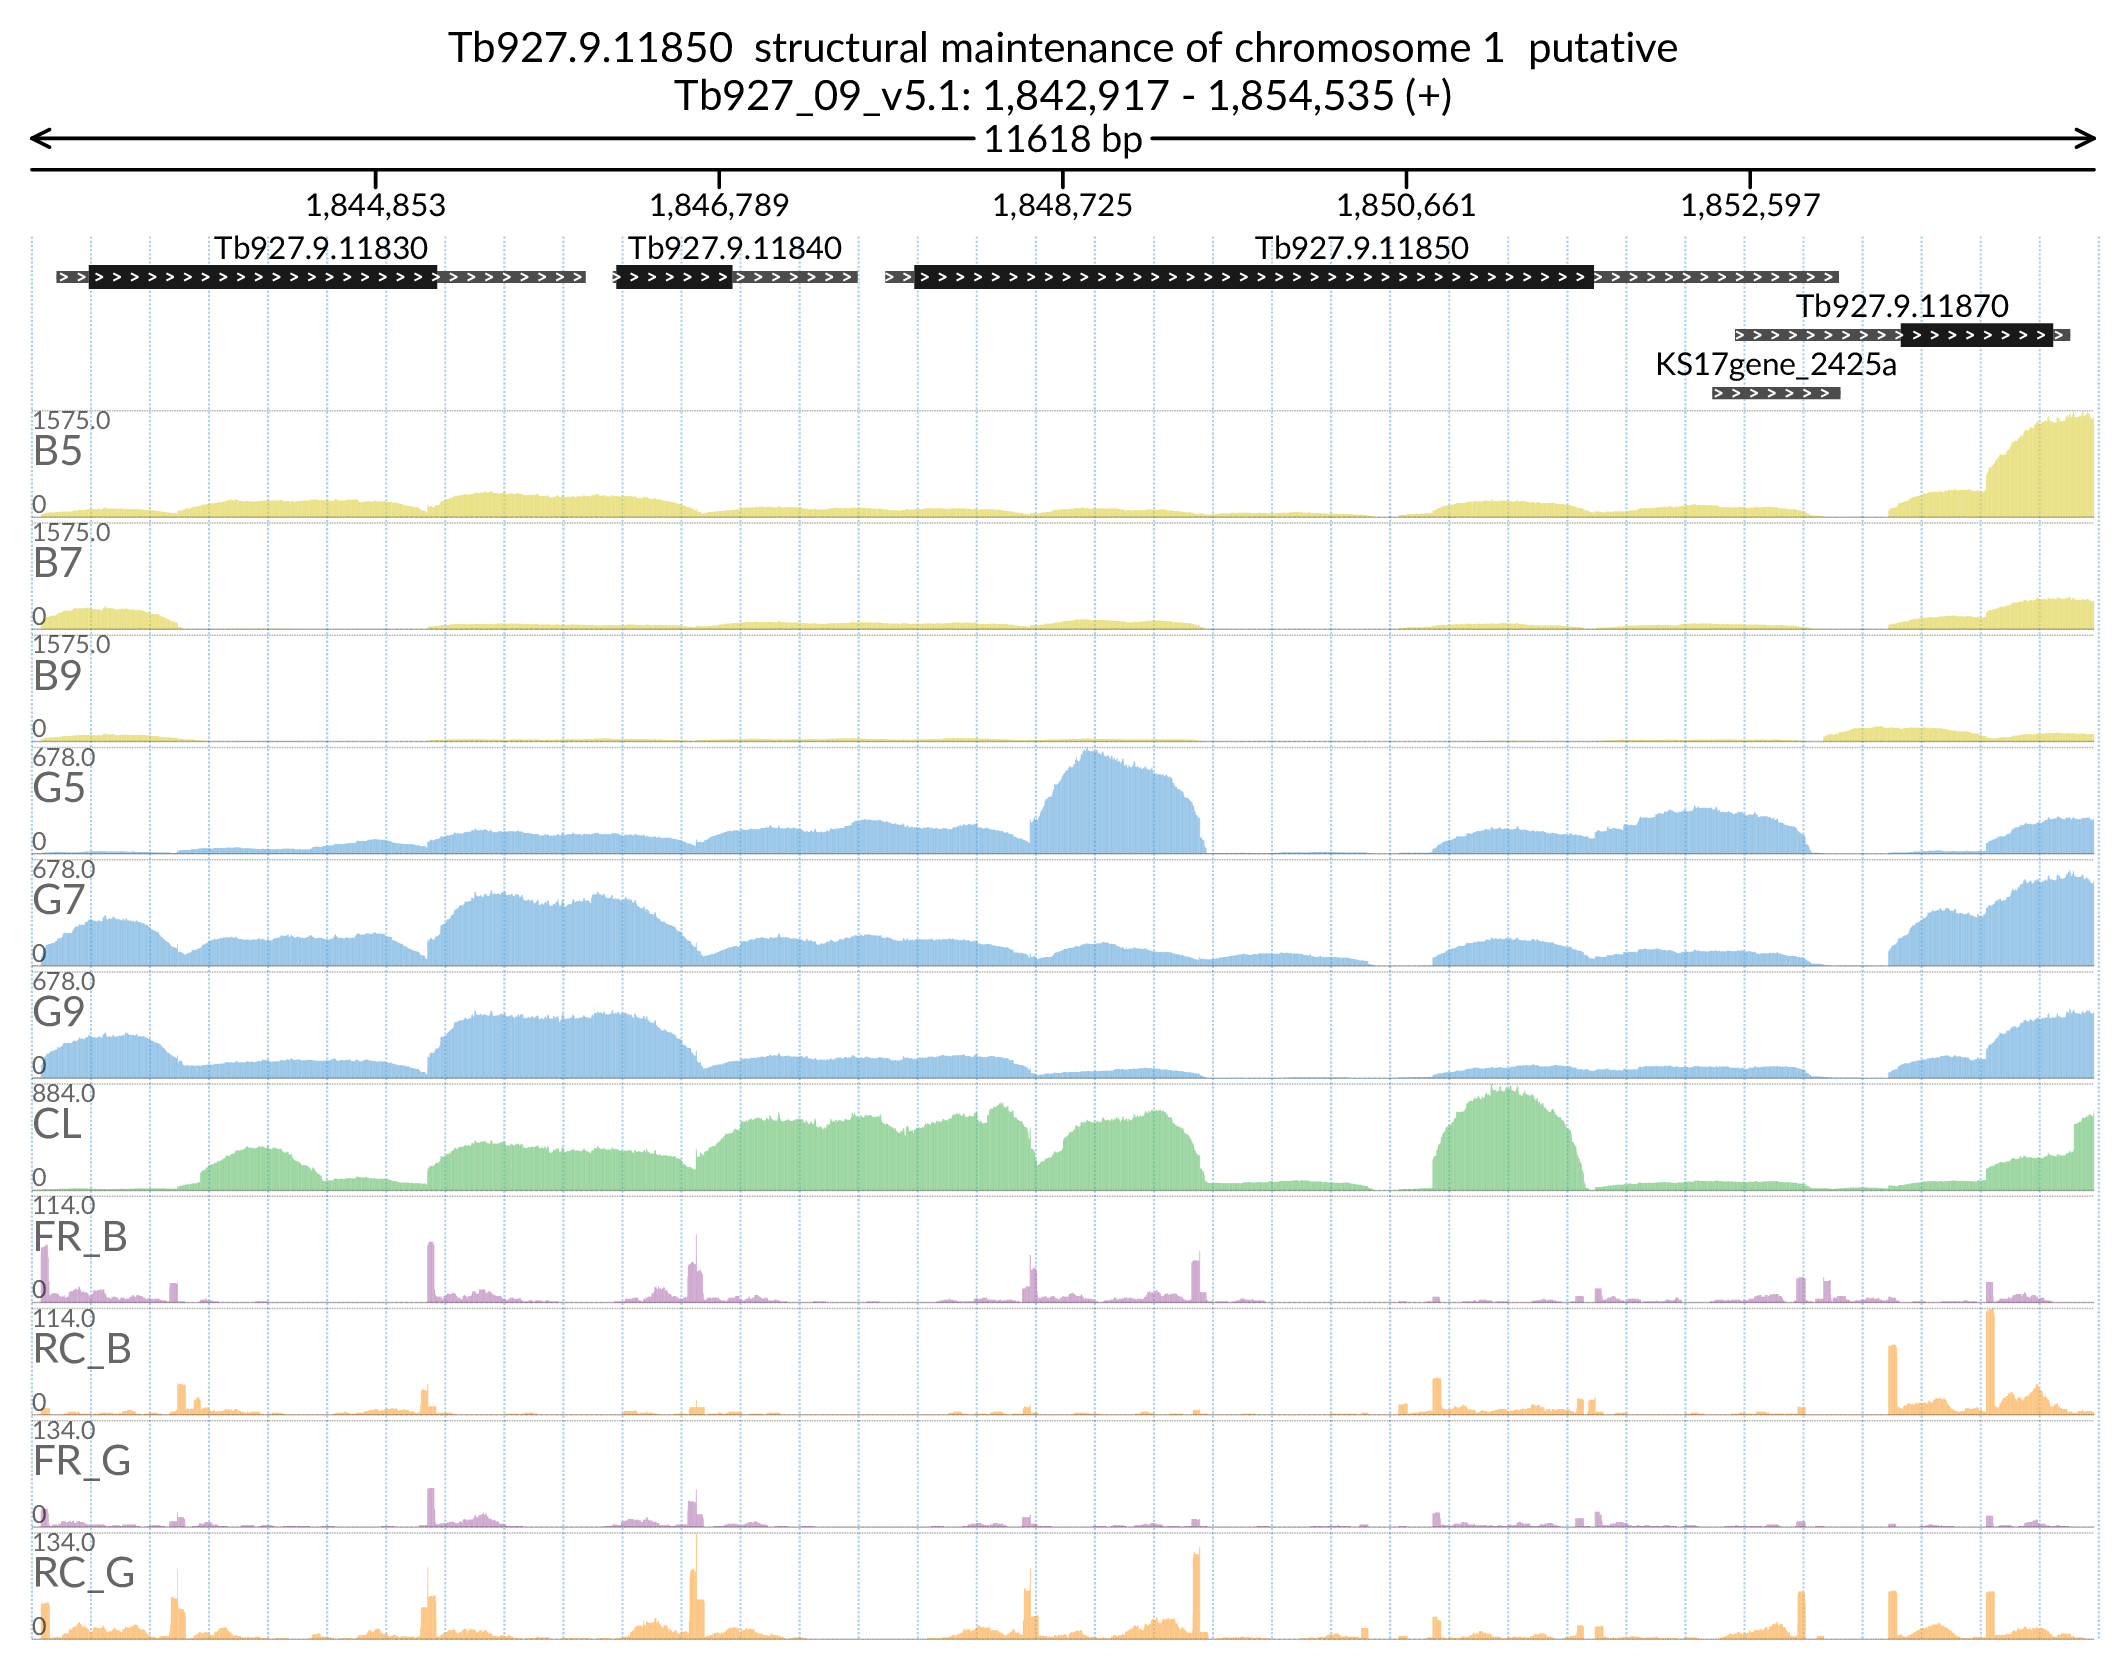 Tb927.9.11850  structural maintenance of chromosome 1  putative
Tb927_09_v5.1: 1,842,917 - 1,854,535 (+)
11618 bp
1,844,853 1,846,789 1,848,725 1,850,661 1,852,597
Tb927.9.11830 Tb927.9.11840 Tb927.9.11850
Tb927.9.11870
KS17gene_2425a
1575.0
B5
0
1575.0
B7
0
1575.0
B9
0
678.0
G5
0
678.0
G7
0
678.0
G9
0
884.0
CL
0
114.0
FR_B
0
114.0
RC_B
0
134.0
FR_G
0
134.0
RC_G
0